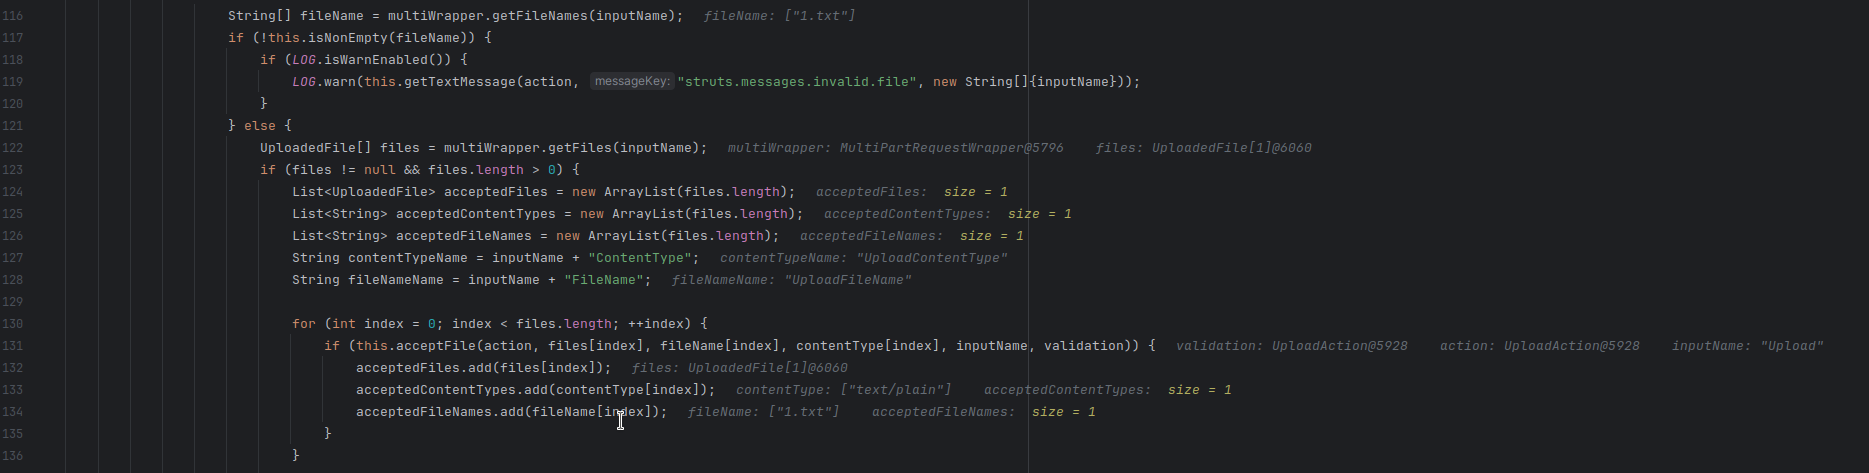 116 String[] fileName = multiWrapper.getFileNames(inputName); fileName: ["1.txt"]
117 if (!this.isNonEmpty(fileName)) {
118 if (LOG.isWarnEnabled()) {
119 LOG.warn(this.getTextMessage(action, messageKey: "struts.messages.invalid.file", new String[]{inputName}));
120 }
121 } else {
122 UploadedFile[] files = multiWrapper.getFiles(inputName); multiWrapper: MultiPartRequestWrapper@5796 files: UploadedFile[1]@6060
123 if (files != null && files.length > 0) {
124 List<UploadedFile> acceptedFiles = new ArrayList(files.length); acceptedFiles: size = 1
125 List<String> acceptedContentTypes = new ArrayList(files.length); acceptedContentTypes: size = 1
126 List<String> acceptedFileNames = new ArrayList(files.length); acceptedFileNames: size = 1
127 String contentTypeName = inputName + "ContentType"; contentTypeName: "UploadContentType"
128 String fileNameName = inputName + "FileName"; fileNameName: "UploadFileName"
129
130 for (int index = 0; index < files.length; ++index) {
131 if (this.acceptFile(action, files[index], fileName[index], contentType[index], inputName, validation)) { validation: UploadAction@5928 action: UploadAction@5928 inputName: "Upload"
132 acceptedFiles.add(files[index]); files: UploadedFile[1]@6060
133 acceptedContentTypes.add(contentType[index]); contentType: ["text/plain"] acceptedContentTypes: size = 1
134 acceptedFileNames.add(fileName[index]); fileName: ["1.txt"] acceptedFileNames: size = 1
135 }
136 }